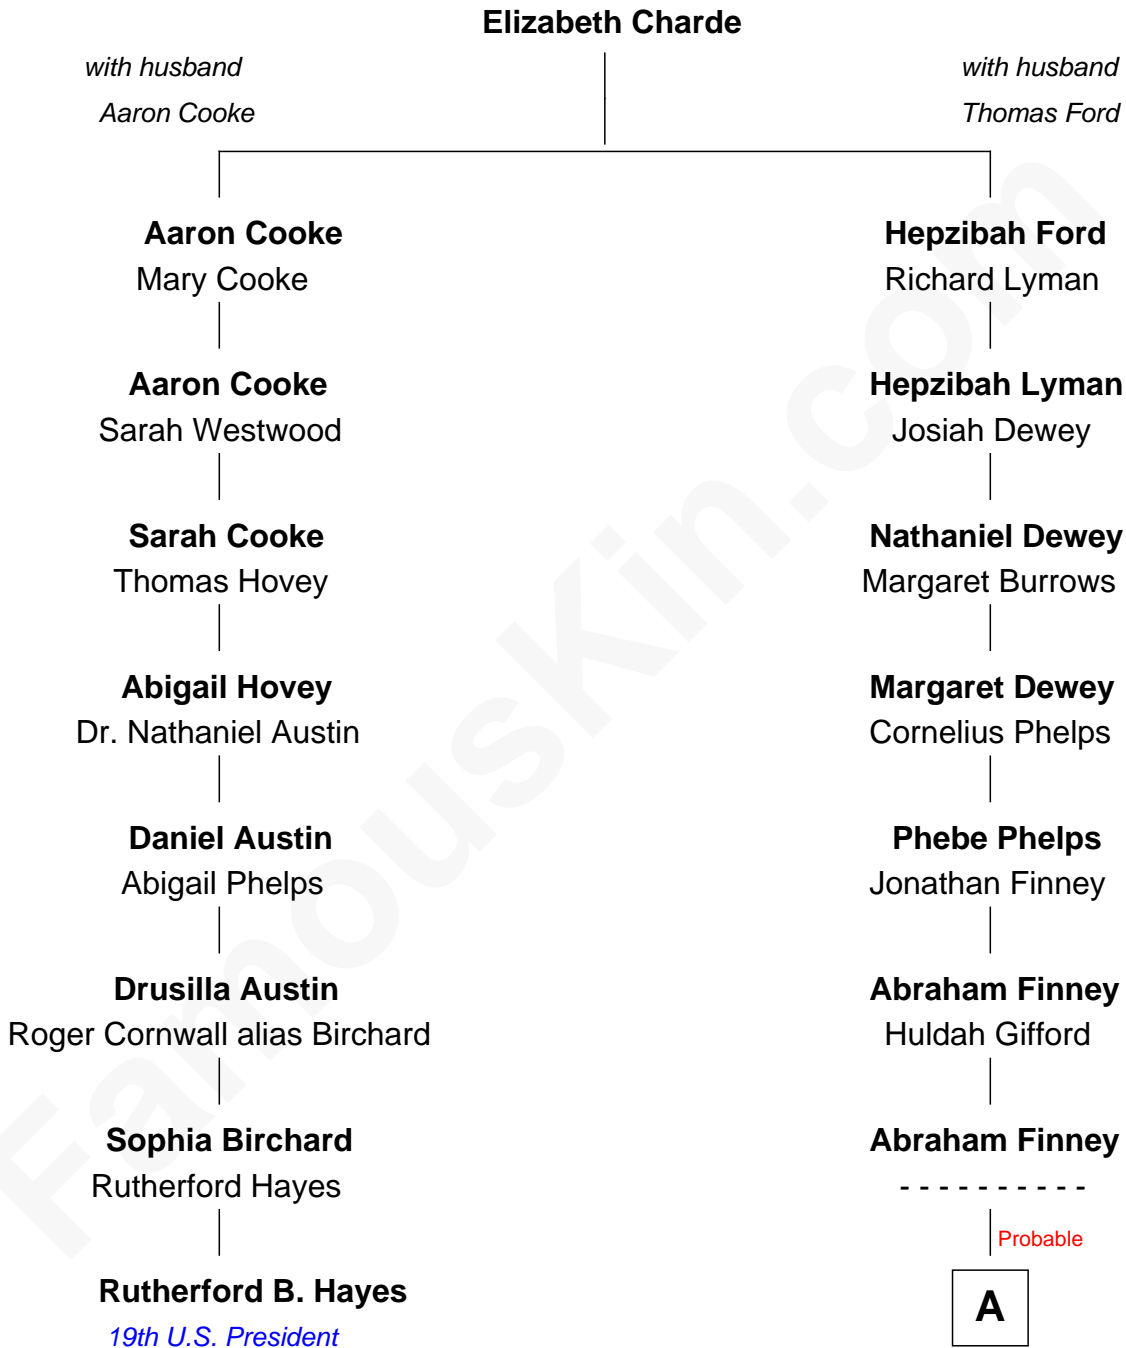 Elizabeth Charde
with husband
Aaron Cooke
with husband
Thomas Ford
Aaron Cooke
Mary Cooke
Hepzibah Ford
Richard Lyman
Aaron Cooke
Sarah Westwood
Hepzibah Lyman
Josiah Dewey
Sarah Cooke
Thomas Hovey
Nathaniel Dewey
Margaret Burrows
Abigail Hovey
Dr. Nathaniel Austin
Margaret Dewey
Cornelius Phelps
Daniel Austin
Abigail Phelps
Phebe Phelps
Jonathan Finney
Drusilla Austin
Roger Cornwall alias Birchard
Abraham Finney
Huldah Gifford
Sophia Birchard
Rutherford Hayes
Abraham Finney
- - - - - - - - - -
Probable
Rutherford B. Hayes
19th U.S. President
A
FamousKin.com